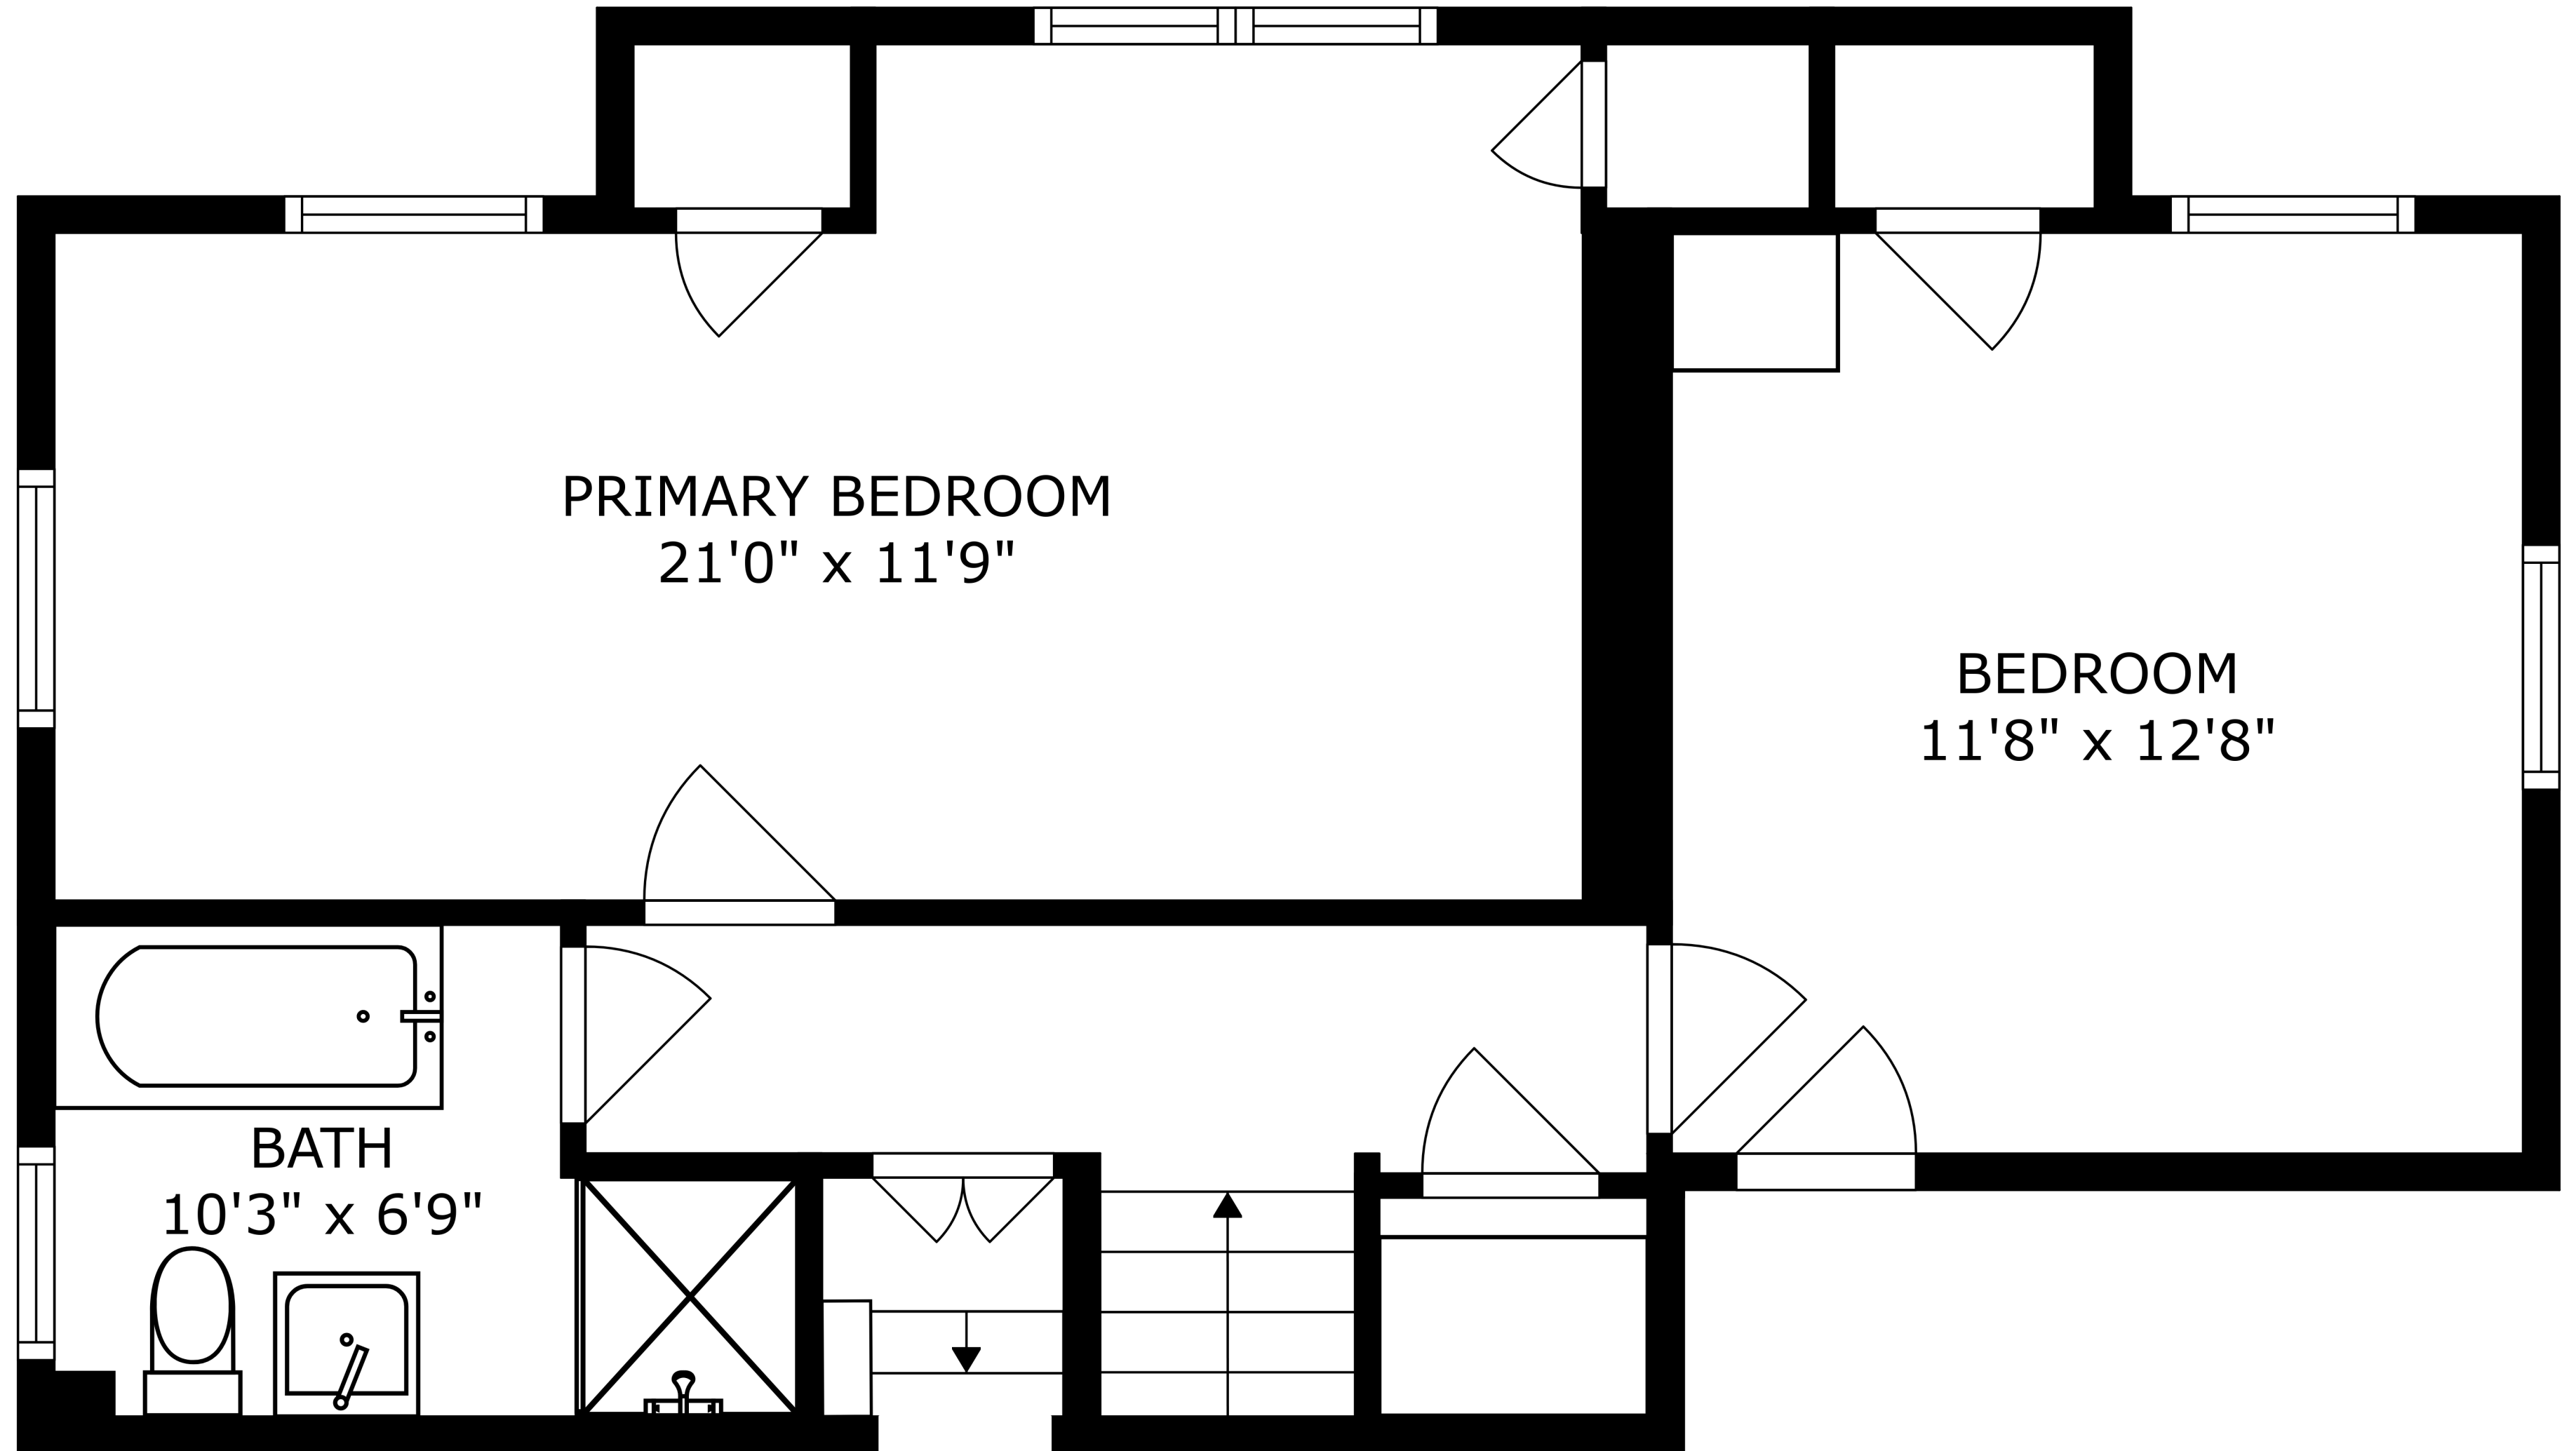 PRIMARY BEDROOM
21'0" x 11'9"
BEDROOM
11'8" x 12'8"
BATH
10'3" x 6'9"